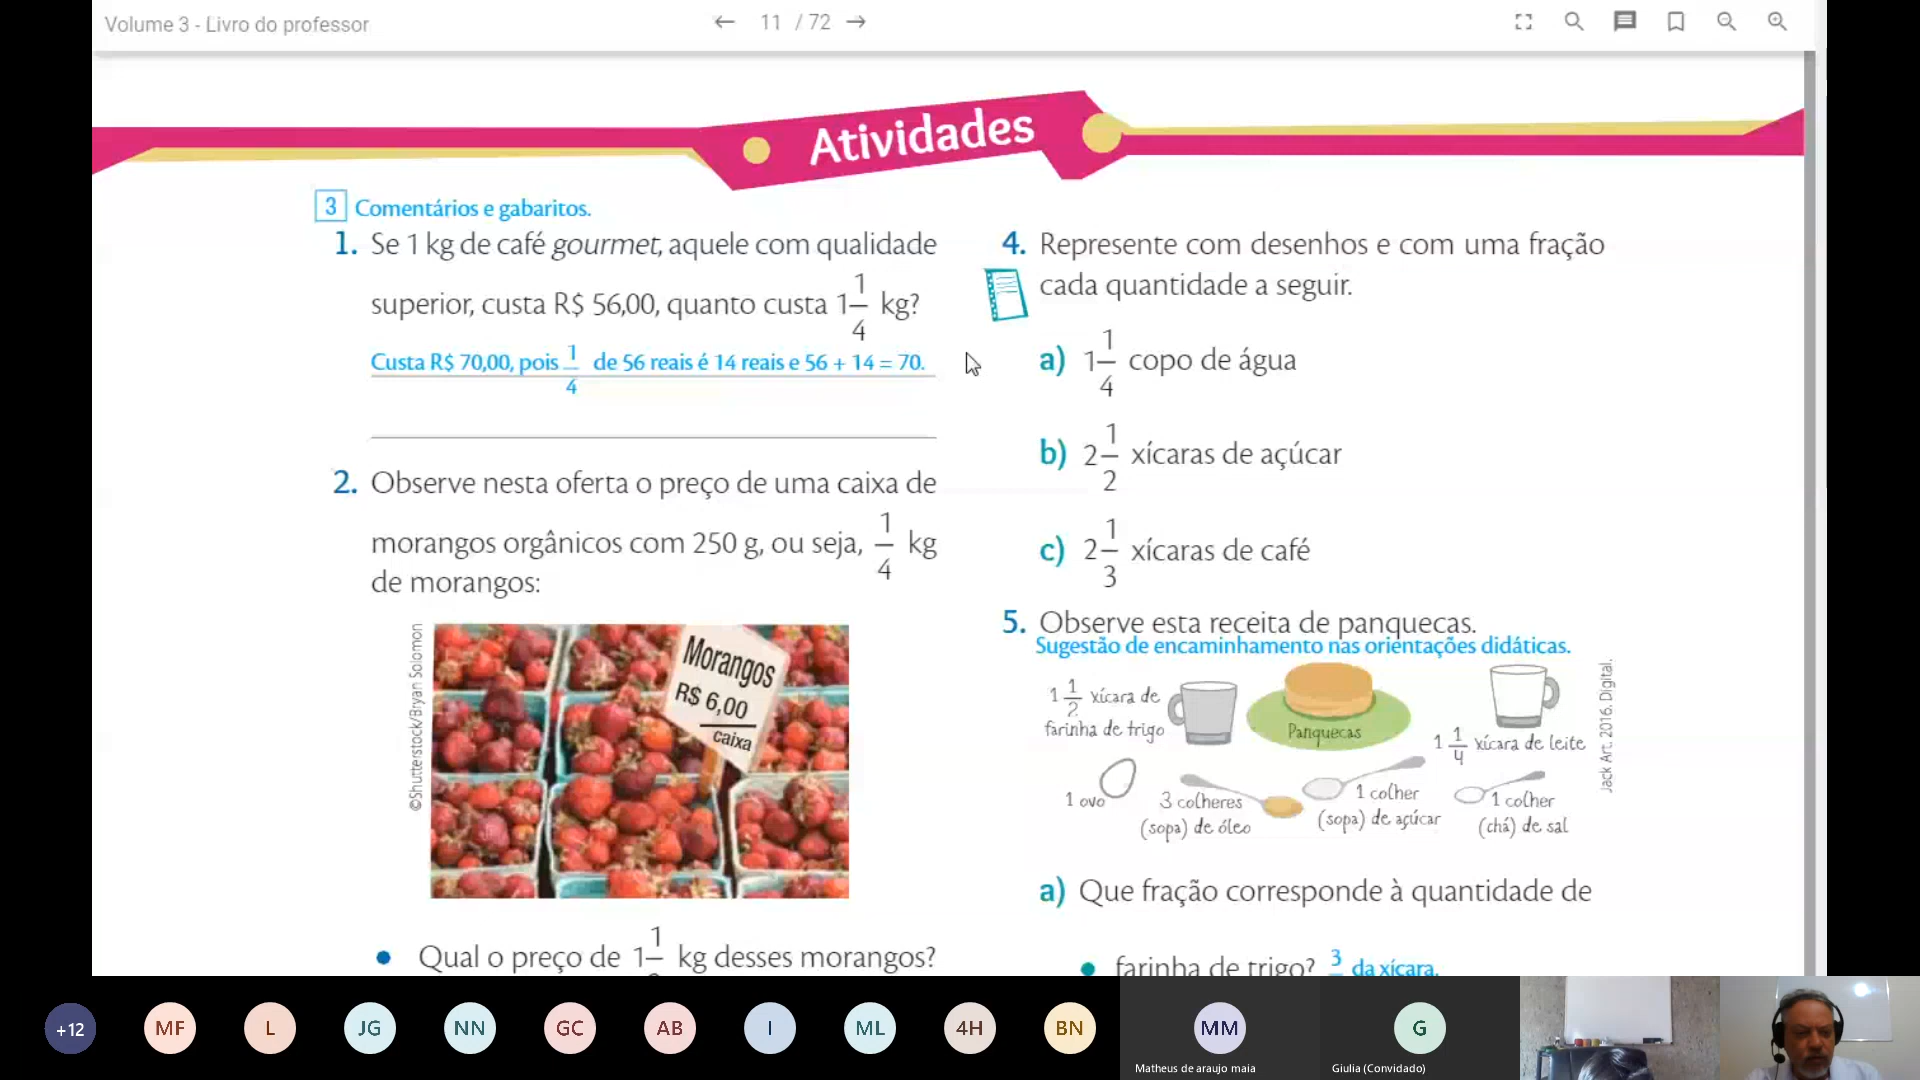 Volume 3 - Livro do professor
11 / 72
Atividades
3 Comentários e gabaritos.
1. Se 1 kg de café gourmet, aquele com qualidade
superior, custa R$ 56,00, quanto custa 1 1/4 kg?
Custa R$ 70,00, pois 1/4 de 56 reais é 14 reais e 56 + 14 = 70.
2. Observe nesta oferta o preço de uma caixa de
morangos orgânicos com 250 g, ou seja, 1/4 kg
de morangos:
©Shutterstock/Bryan Solomon
Morangos
R$ 6,00
caixa
• Qual o preço de 1 1/ kg desses morangos?
4. Represente com desenhos e com uma fração
cada quantidade a seguir.
a) 1 1/4 copo de água
b) 2 1/2 xícaras de açúcar
c) 2 1/3 xícaras de café
5. Observe esta receita de panquecas.
Sugestão de encaminhamento nas orientações didáticas.
1 1/2 xícara de
farinha de trigo
Panquecas
1 1/4 xícara de leite
1 ovo
3 colheres
(sopa) de óleo
1 colher
(sopa) de açúcar
1 colher
(chá) de sal
Jack Art. 2016. Digital.
a) Que fração corresponde à quantidade de
• farinha de trigo? 3 da xícara.
+12
MF
L
JG
NN
GC
AB
I
ML
4H
BN
MM
Matheus de araujo maia
G
Giulia (Convidado)